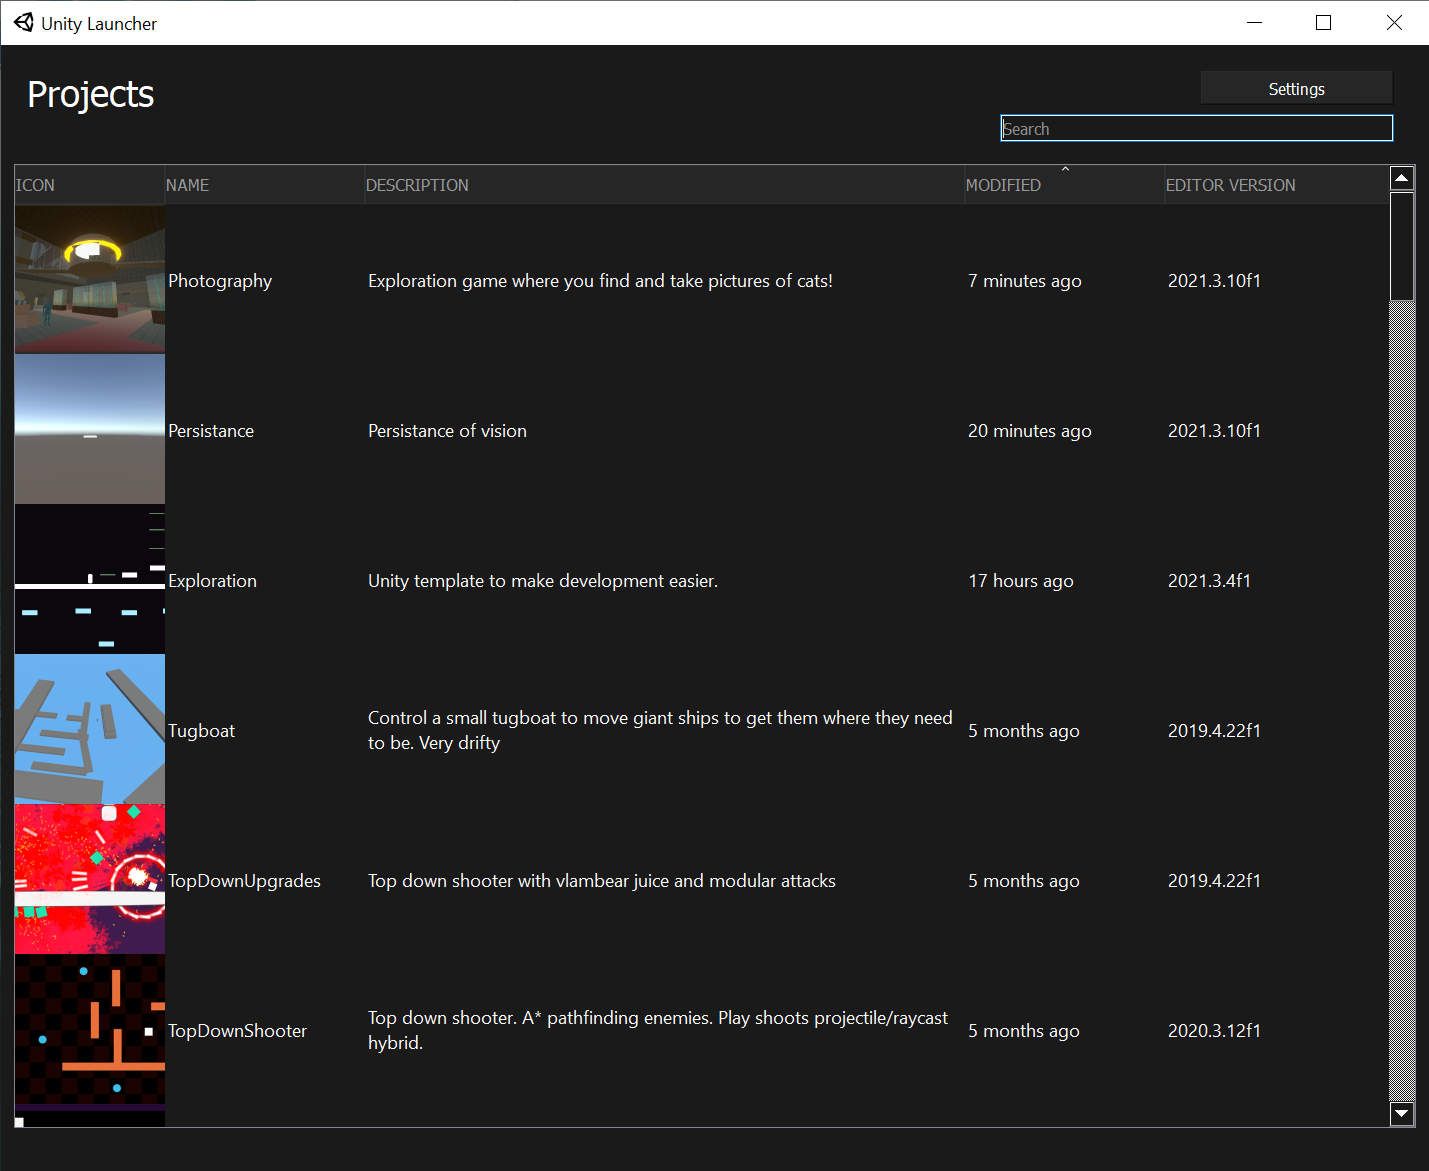 Unity Launcher
Projects
Settings
Search
ICON NAME DESCRIPTION MODIFIED EDITOR VERSION
Photography Exploration game where you find and take pictures of cats! 7 minutes ago 2021.3.10f1
Persistance Persistance of vision 20 minutes ago 2021.3.10f1
Exploration Unity template to make development easier. 17 hours ago 2021.3.4f1
Tugboat Control a small tugboat to move giant ships to get them where they need
to be. Very drifty 5 months ago 2019.4.22f1
TopDownUpgrades Top down shooter with vlambear juice and modular attacks 5 months ago 2019.4.22f1
TopDownShooter Top down shooter. A* pathfinding enemies. Play shoots projectile/raycast
hybrid. 5 months ago 2020.3.12f1